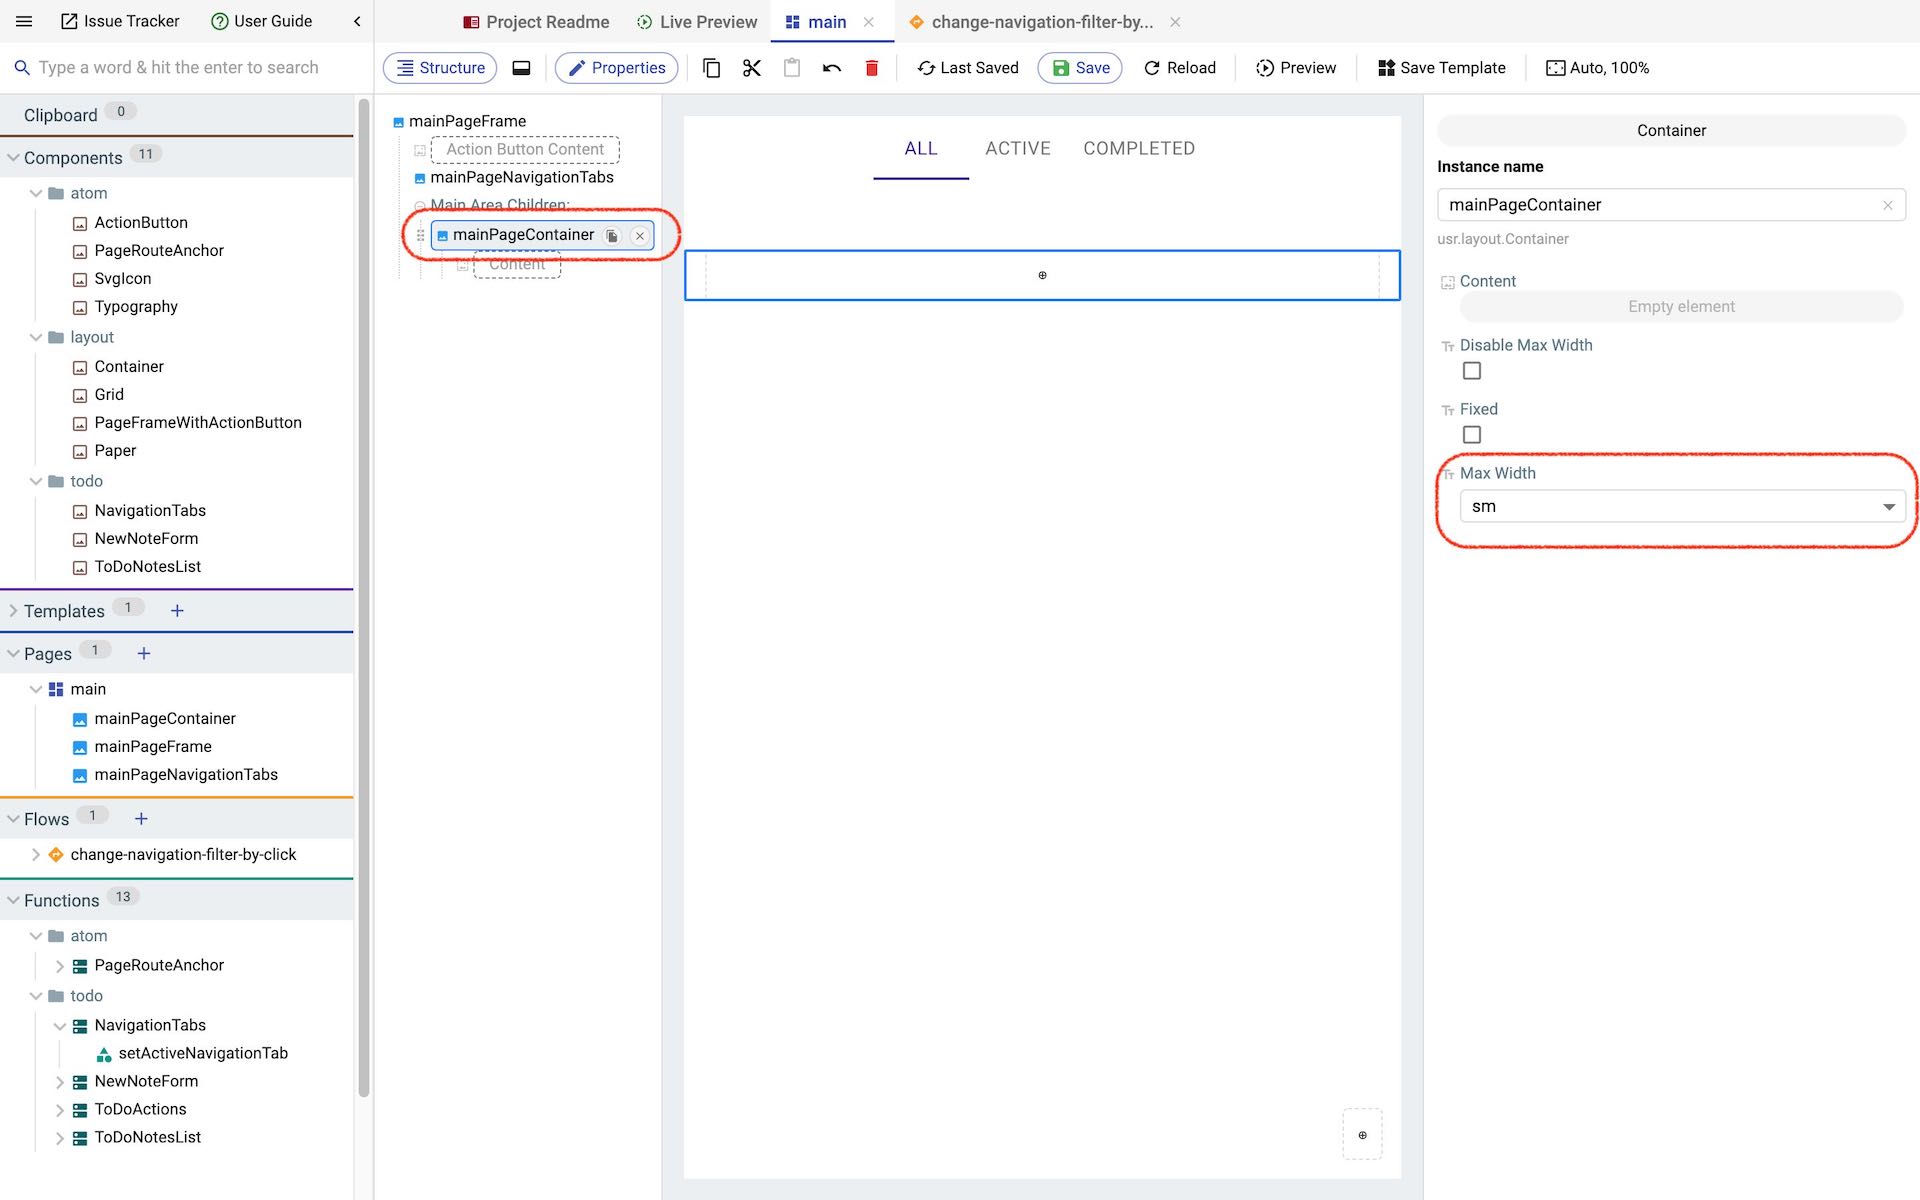 Issue Tracker
User Guide
Project Readme
Live Preview
main
change-navigation-filter-by...
Type a word & hit the enter to search
Structure
Properties
Last Saved
Save
Reload
Preview
Save Template
Auto, 100%
Clipboard 0
Components 11
atom
ActionButton
PageRouteAnchor
SvgIcon
Typography
layout
Container
Grid
PageFrameWithActionButton
Paper
todo
NavigationTabs
NewNoteForm
ToDoNotesList
Templates 1 +
Pages 1 +
main
mainPageContainer
mainPageFrame
mainPageNavigationTabs
Flows 1 +
change-navigation-filter-by-click
Functions 13
atom
PageRouteAnchor
todo
NavigationTabs
setActiveNavigationTab
NewNoteForm
ToDoActions
ToDoNotesList
mainPageFrame
Action Button Content
mainPageNavigationTabs
Main Area Children:
mainPageContainer
Content
ALL
ACTIVE
COMPLETED
Container
Instance name
mainPageContainer
usr.layout.Container
Content
Empty element
Disable Max Width
Fixed
Max Width
sm